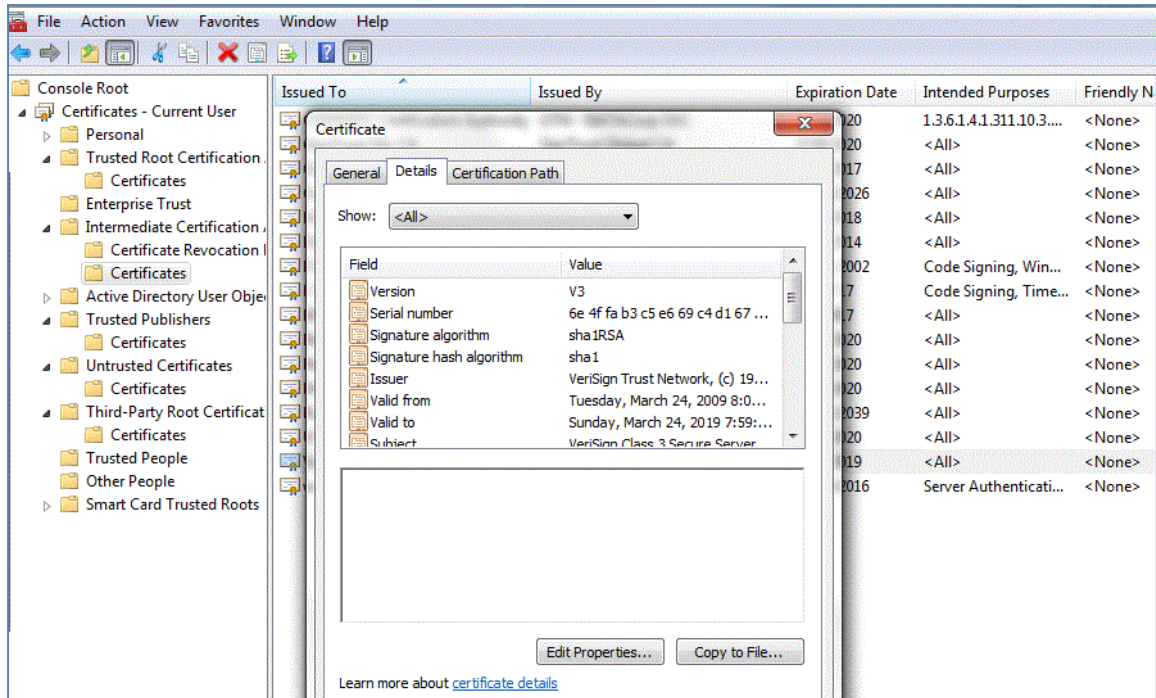 File Action View Favorites Window Help
Console Root
Certificates - Current User
Personal
Trusted Root Certification
Certificates
Enterprise Trust
Intermediate Certification
Certificate Revocation
Certificates
Active Directory User Obje
Trusted Publishers
Certificates
Untrusted Certificates
Certificates
Third-Party Root Certificat
Certificates
Trusted People
Other People
Smart Card Trusted Roots
Issued To Issued By Expiration Date Intended Purposes Friendly N
020 1.3.6.1.4.1.311.10.3.... <None>
020 <All> <None>
017 <All> <None>
2026 <All> <None>
018 <All> <None>
014 <All> <None>
2002 Code Signing, Win... <None>
17 Code Signing, Time... <None>
17 <All> <None>
020 <All> <None>
020 <All> <None>
020 <All> <None>
2039 <All> <None>
020 <All> <None>
019 <All> <None>
2016 Server Authenticati... <None>
Certificate
General Details Certification Path
Show: <All>
Field Value
Version V3
Serial number 6e 4f fa b3 c5 e6 69 c4 d1 67 ...
Signature algorithm sha1RSA
Signature hash algorithm sha1
Issuer VeriSign Trust Network, (c) 19...
Valid from Tuesday, March 24, 2009 8:0...
Valid to Sunday, March 24, 2019 7:59:...
Subject VeriSign Class 3 Secure Server
Edit Properties... Copy to File...
Learn more about certificate details